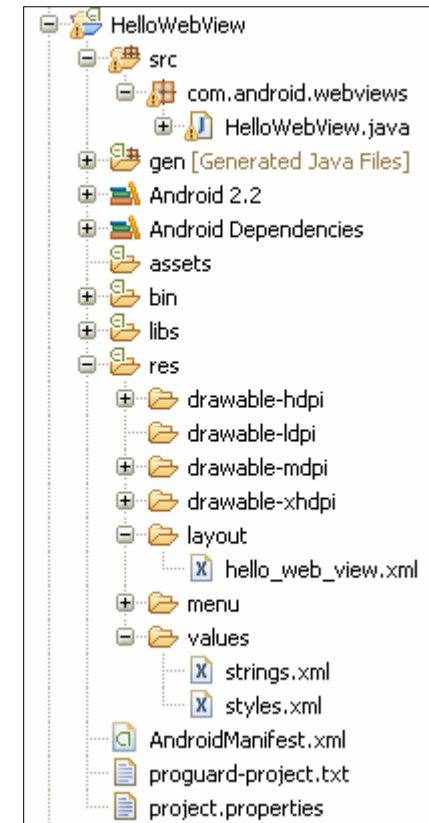 HelloWebView
src
com.android.webviews
HelloWebView.java
gen [Generated Java Files]
Android 2.2
Android Dependencies
assets
bin
libs
res
drawable-hdpi
drawable-ldpi
drawable-mdpi
drawable-xhdpi
layout
hello_web_view.xml
menu
values
strings.xml
styles.xml
AndroidManifest.xml
proguard-project.txt
project.properties